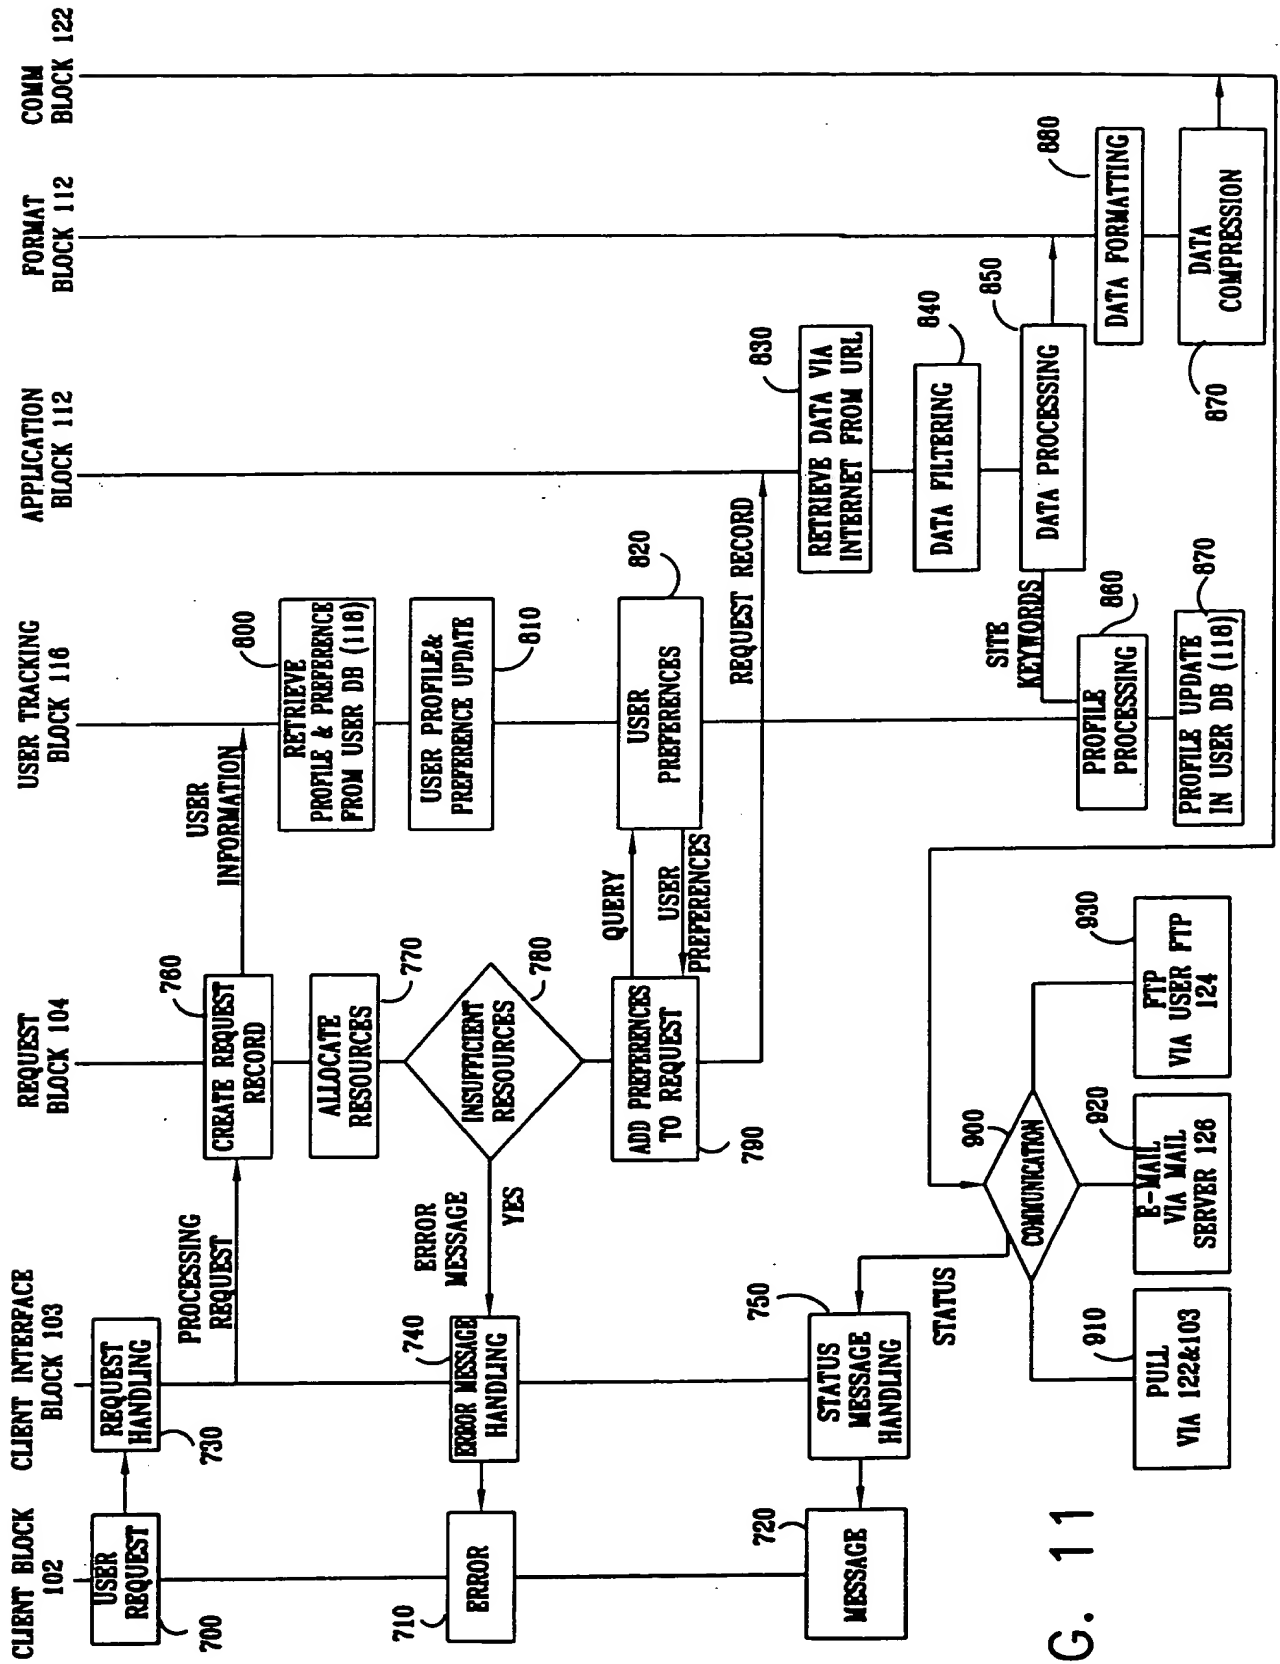 CLIENT BLOCK
102
CLIENT INTERFACE
BLOCK 103
REQUEST
BLOCK 104
USER TRACKING
BLOCK 116
APPLICATION
BLOCK 112
FORMAT
BLOCK 112
COMM
BLOCK 122
USER
REQUEST
700
REQUEST
HANDLING
730
PROCESSING
REQUEST
760
CREATE REQUEST
RECORD
USER
INFORMATION
800
RETRIEVE
PROFILE & PREFERENCE
FROM USER DB (118)
ALLOCATE
RESOURCES
770
USER PROFILE&
PREFERENCE UPDATE
810
710
ERROR
740
ERROR MESSAGE
HANDLING
ERROR
MESSAGE
YES
INSUFFICIENT
RESOURCES
780
ADD PREFERENCES
TO REQUEST
790
QUERY
USER
PREFERENCES
USER
PREFERENCES
820
REQUEST RECORD
830
RETRIEVE DATA VIA
INTERNET FROM URL
DATA FILTERING
840
DATA PROCESSING
850
SITE
KEYWORDS
PROFILE
PROCESSING
860
PROFILE UPDATE
IN USER DB (118)
870
DATA FORMATTING
880
DATA
COMPRESSION
870
720
MESSAGE
750
STATUS
MESSAGE
HANDLING
STATUS
COMMUNICATION
900
910
PULL
VIA 122&103
920
E-MAIL
VIA MAIL
SERVER 126
930
FTP
VIA USER FTP
124
G. 11